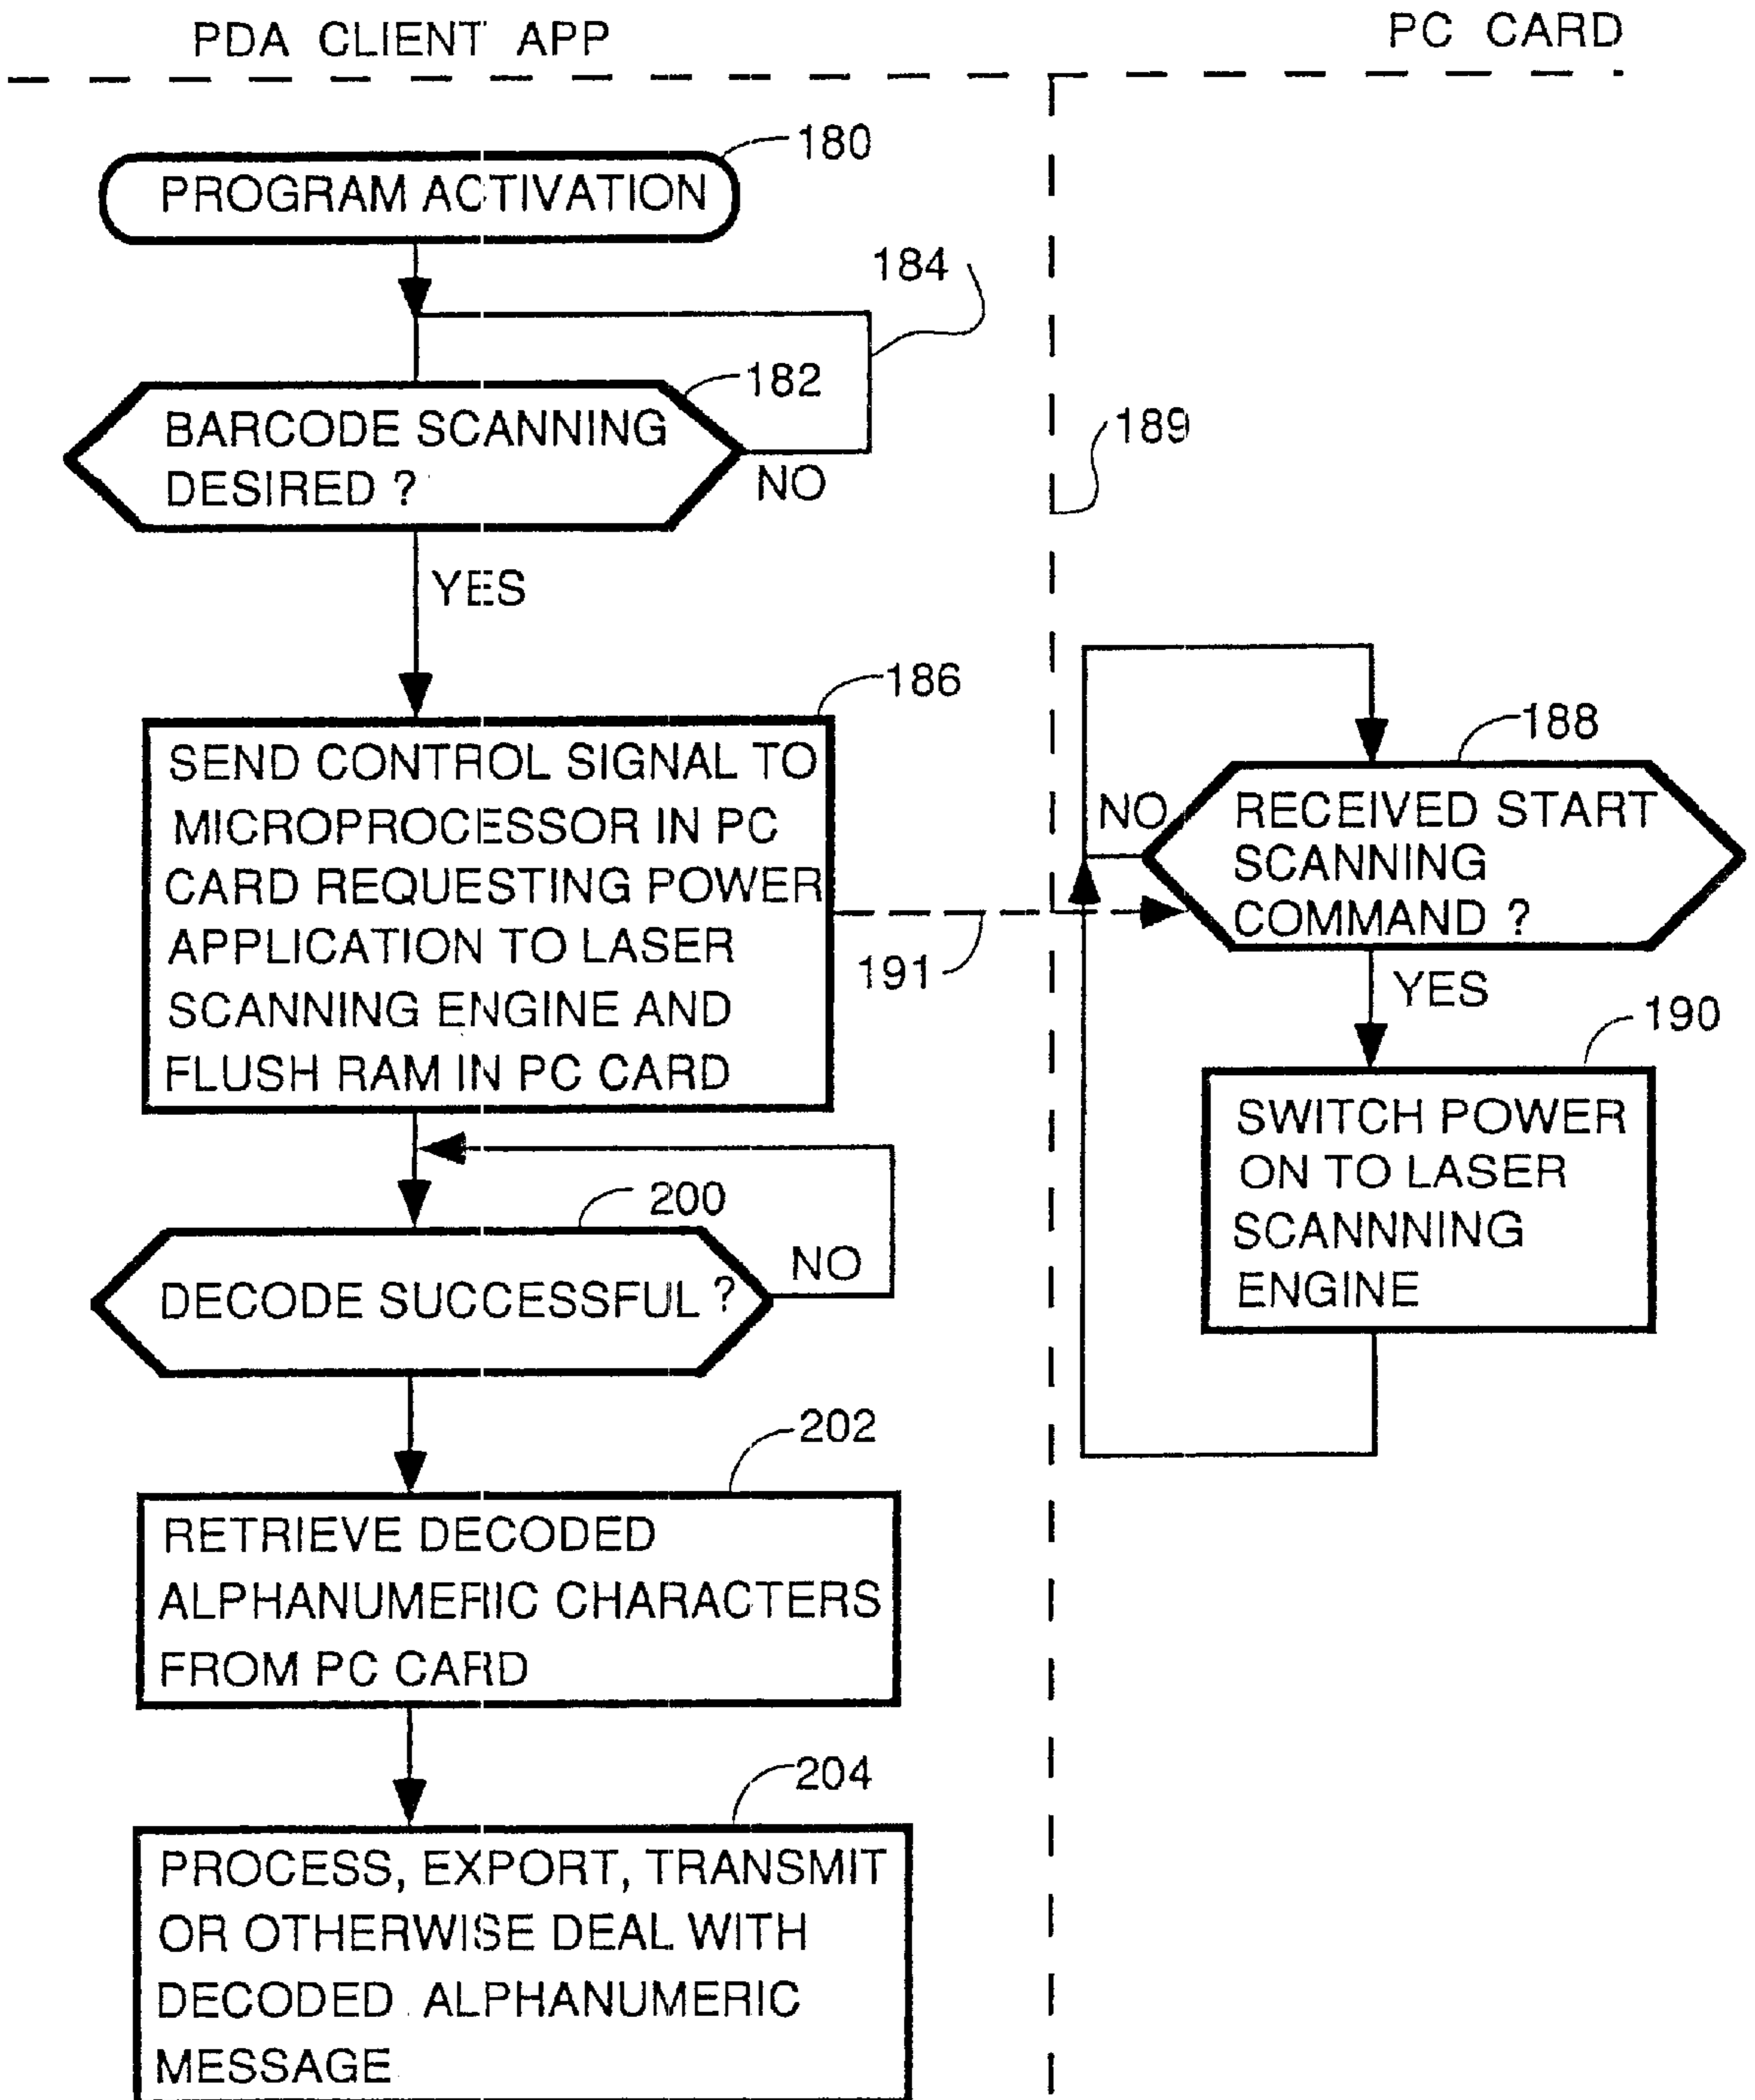 PDA CLIENT APP
PC CARD
180
PROGRAM ACTIVATION
184
182
BARCODE SCANNING
DESIRED ?
NO
189
YES
186
SEND CONTROL SIGNAL TO
MICROPROCESSOR IN PC
CARD REQUESTING POWER
APPLICATION TO LASER
SCANNING ENGINE AND
FLUSH RAM IN PC CARD
191
188
NO
RECEIVED START
SCANNING
COMMAND ?
YES
190
SWITCH POWER
ON TO LASER
SCANNNING
ENGINE
200
DECODE SUCCESSFUL ?
NO
202
RETRIEVE DECODED
ALPHANUMERIC CHARACTERS
FROM PC CARD
204
PROCESS, EXPORT, TRANSMIT
OR OTHERWISE DEAL WITH
DECODED ALPHANUMERIC
MESSAGE